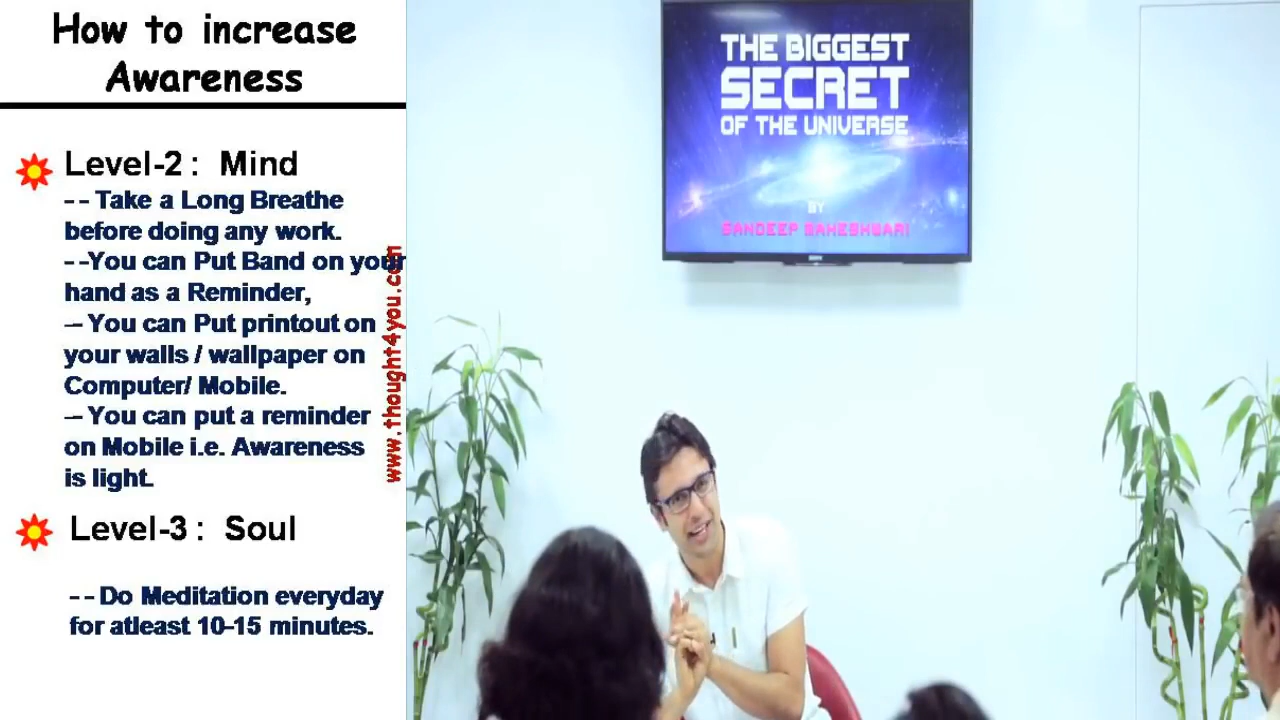 How to increase
Awareness
Level-2 : Mind
-- Take a Long Breathe
before doing any work.
--You can Put Band on your
hand as a Reminder,
– You can Put printout on
your walls / wallpaper on
Computer/ Mobile.
– You can put a reminder
on Mobile i.e. Awareness
is light.
Level-3 : Soul
-- Do Meditation everyday
for atleast 10-15 minutes.
www.thought4you.com
THE BIGGEST
SECRET
OF THE UNIVERSE
BY
SANDEEP MAHESHWARI
SONY